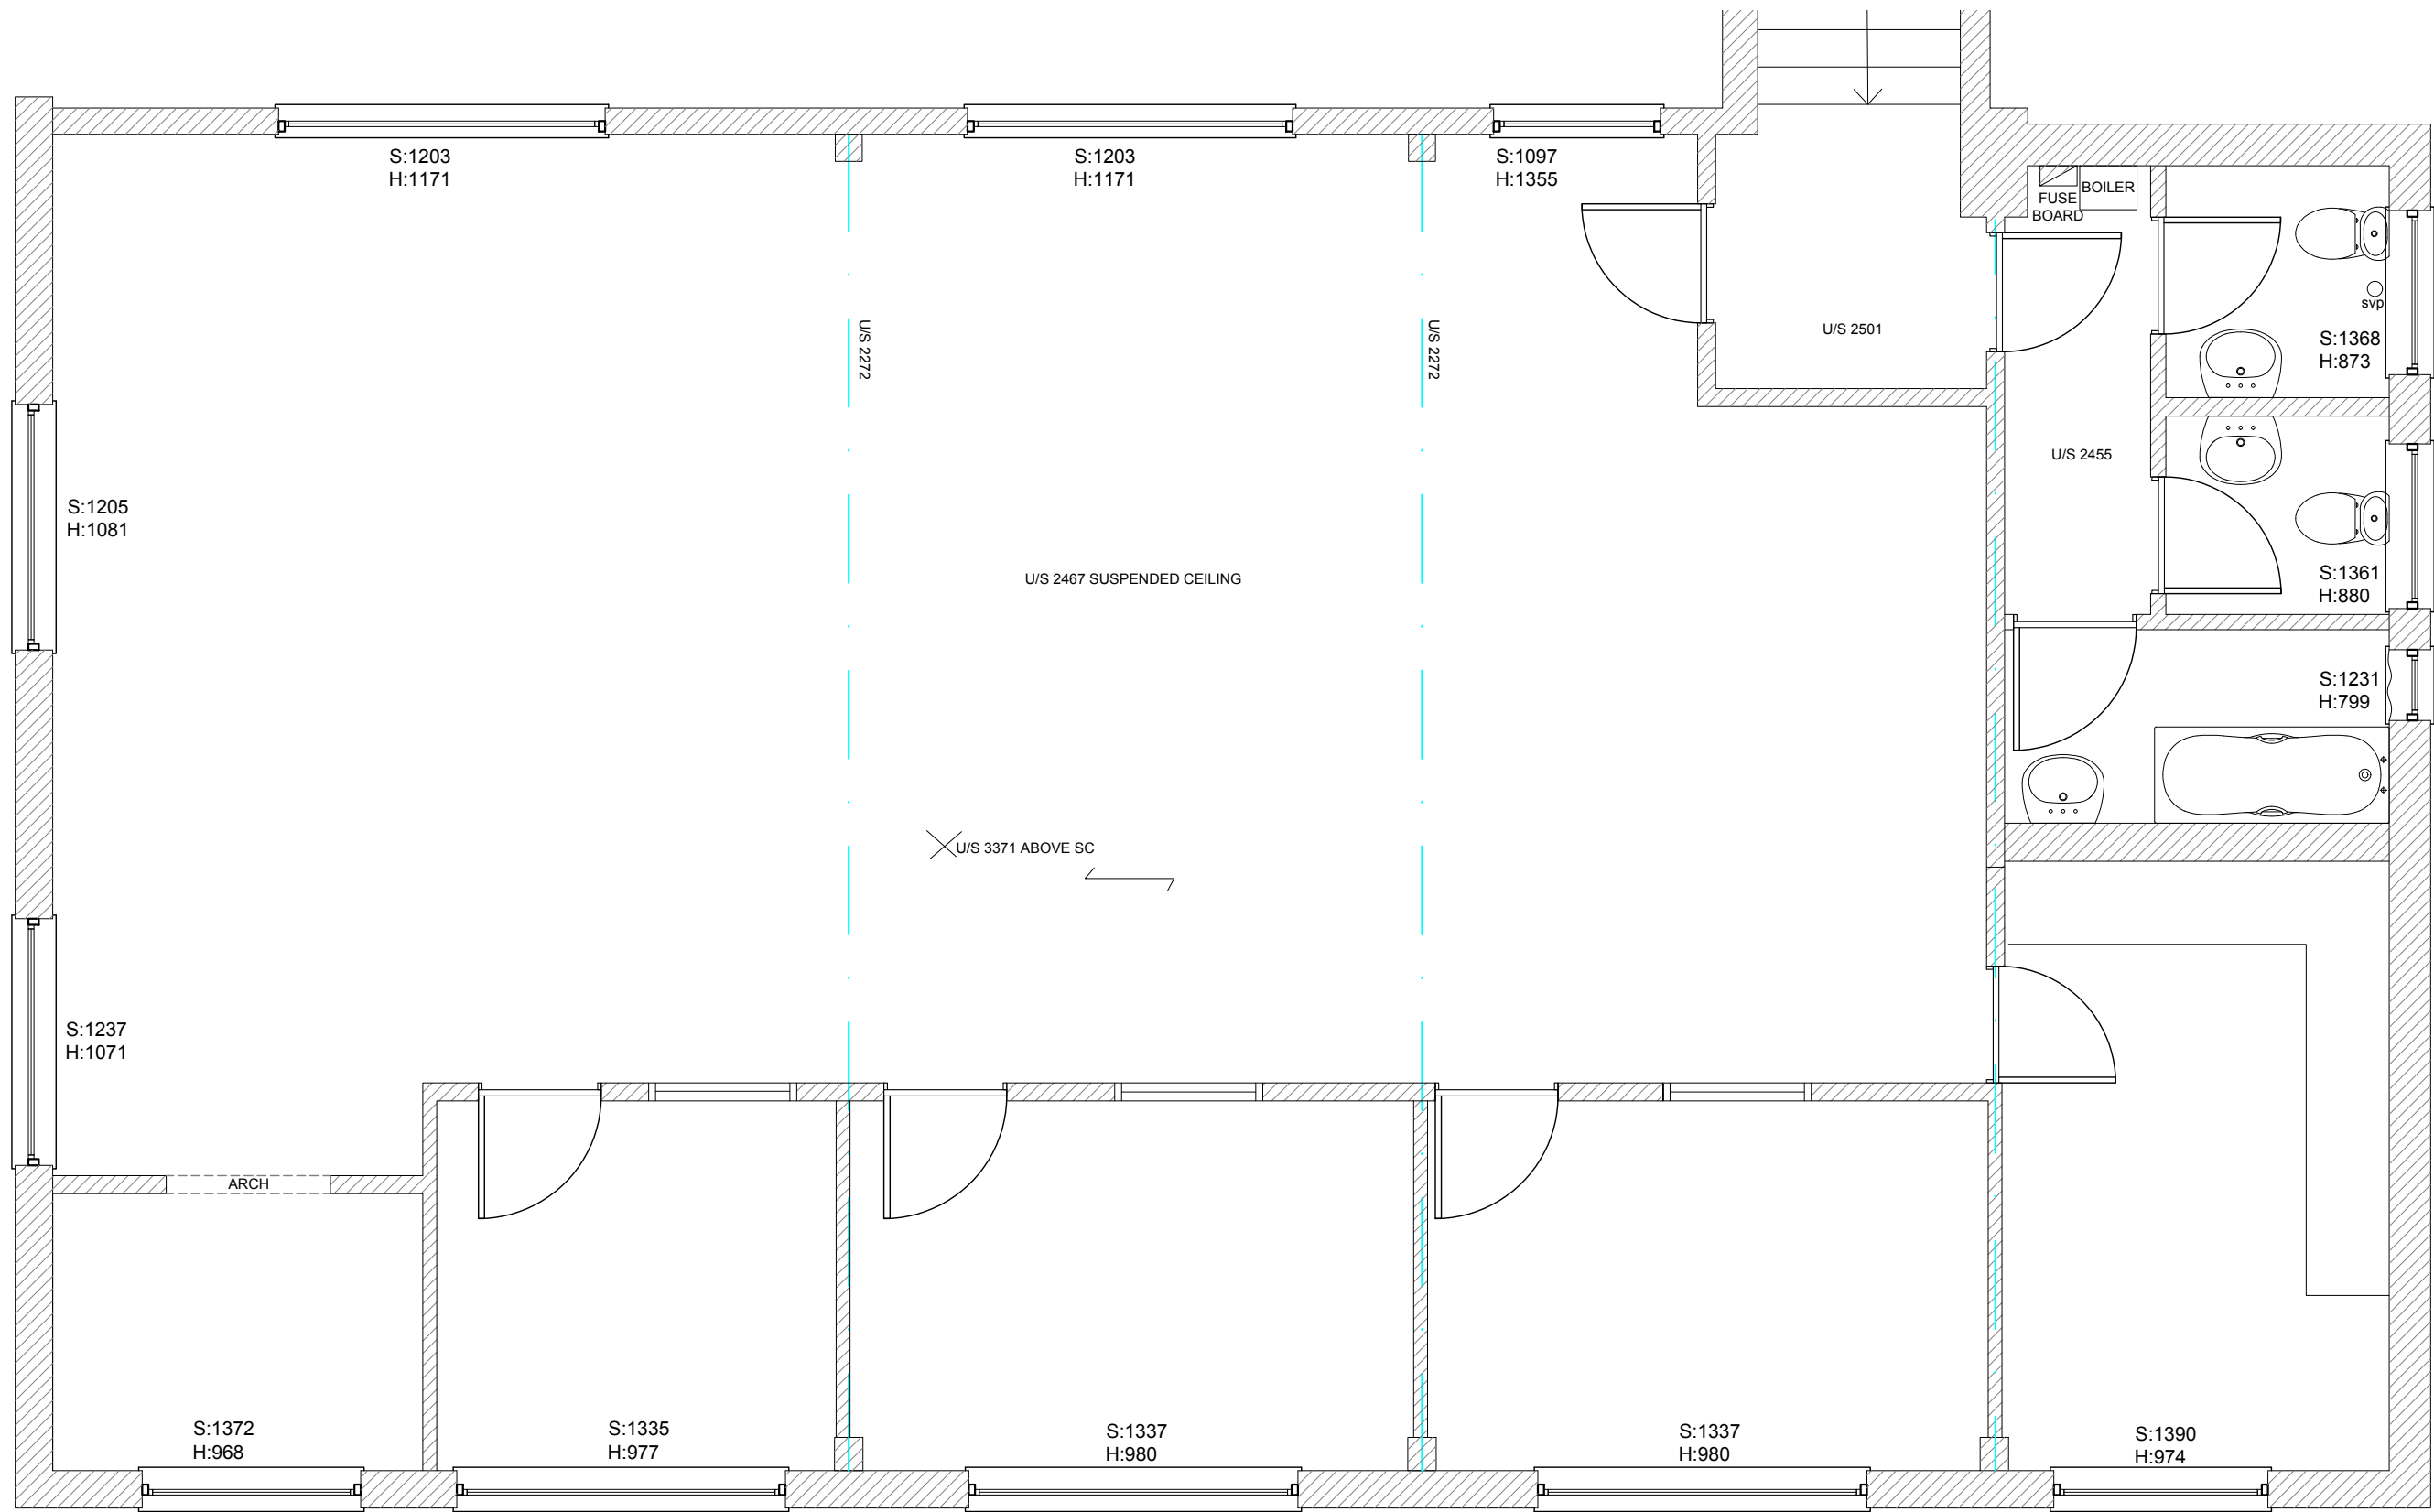 S:1203
H:1171
S:1203
H:1171
S:1097
H:1355
FUSE
BOARD
BOILER
svp
S:1368
H:873
U/S 2272
U/S 2272
U/S 2501
U/S 2455
S:1205
H:1081
U/S 2467 SUSPENDED CEILING
S:1361
H:880
S:1231
H:799
U/S 3371 ABOVE SC
S:1237
H:1071
ARCH
S:1372
H:968
S:1335
H:977
S:1337
H:980
S:1337
H:980
S:1390
H:974